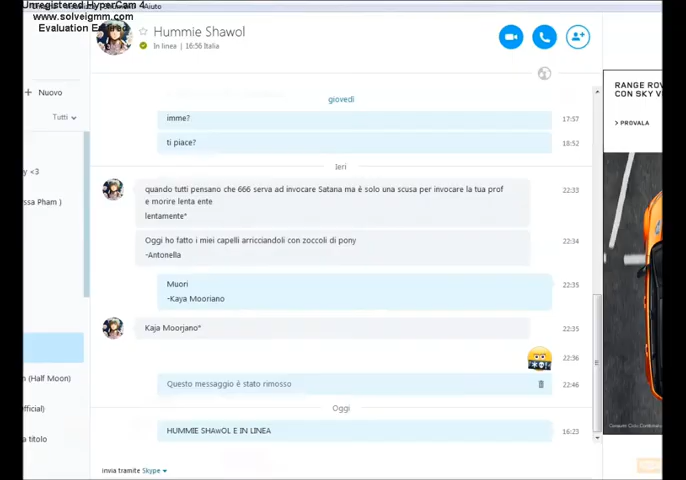 Unregistered HyperCam 4
www.solveigmm.com
Evaluation Expired
Aiuto
Hummie Shawol
In linea | 16:56 Italia
Nuovo
Tutti
giovedì
imme?
17:57
ti piace?
18:52
Ieri
y <3
quando tutti pensano che 666 serva ad invocare Satana ma è solo una scusa per invocare la tua prof
e morire lenta ente
22:33
lentamente*
ssa Pham )
Oggi ho fatto i miei capelli arricciandoli con zoccoli di pony
22:34
-Antonella
Muori
22:35
-Kaya Mooriano
Kaja Moorjano*
22:35
22:36
n (Half Moon)
Questo messaggio è stato rimosso
22:46
Oggi
fficial)
HUMMIE SHAwOL E IN LINEA
16:23
a titolo
invia tramite Skype
RANGE ROV
CON SKY V
> PROVALA